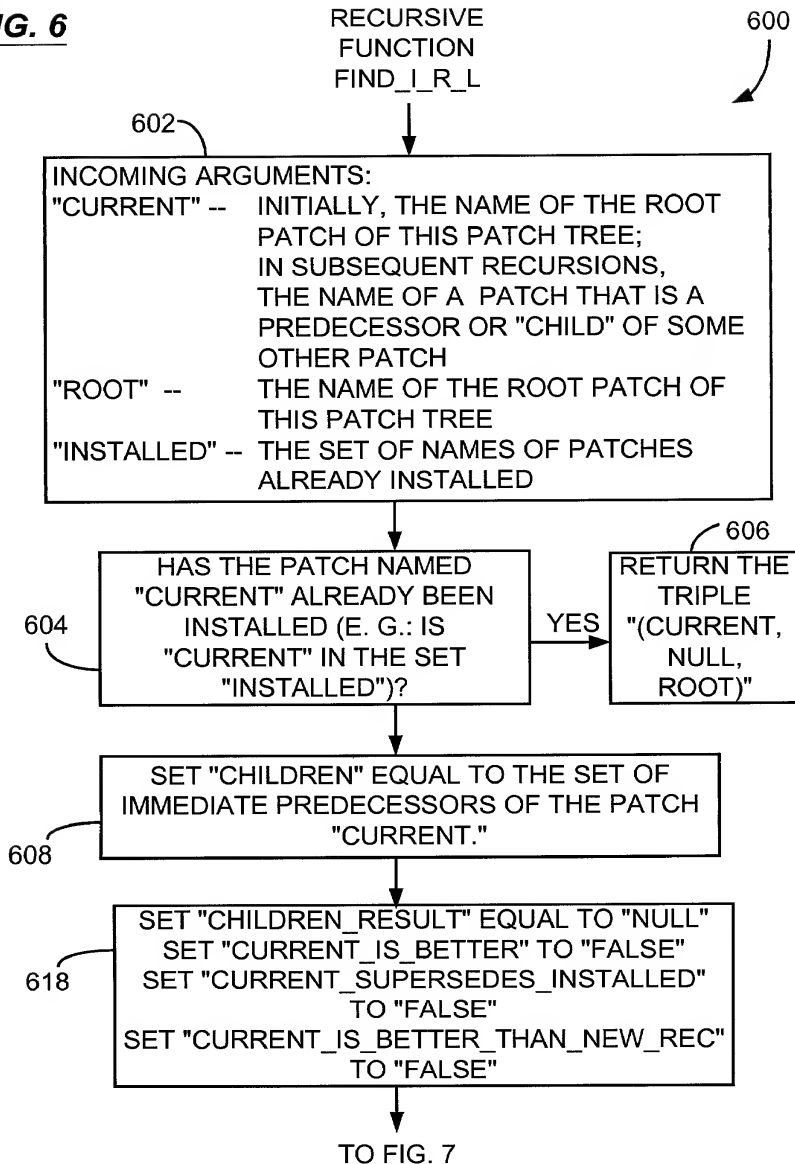 IG. 6
RECURSIVE
FUNCTION
FIND_I_R_L
600
602
INCOMING ARGUMENTS:
"CURRENT" -- INITIALLY, THE NAME OF THE ROOT
PATCH OF THIS PATCH TREE;
IN SUBSEQUENT RECURSIONS,
THE NAME OF A PATCH THAT IS A
PREDECESSOR OR "CHILD" OF SOME
OTHER PATCH
"ROOT" -- THE NAME OF THE ROOT PATCH OF
THIS PATCH TREE
"INSTALLED" -- THE SET OF NAMES OF PATCHES
ALREADY INSTALLED
604
HAS THE PATCH NAMED
"CURRENT" ALREADY BEEN
INSTALLED (E. G.: IS
"CURRENT" IN THE SET
"INSTALLED")?
YES
606
RETURN THE
TRIPLE
"(CURRENT,
NULL,
ROOT)"
608
SET "CHILDREN" EQUAL TO THE SET OF
IMMEDIATE PREDECESSORS OF THE PATCH
"CURRENT."
618
SET "CHILDREN_RESULT" EQUAL TO "NULL"
SET "CURRENT_IS_BETTER" TO "FALSE"
SET "CURRENT_SUPERSEDES_INSTALLED"
TO "FALSE"
SET "CURRENT_IS_BETTER_THAN_NEW_REC"
TO "FALSE"
TO FIG. 7